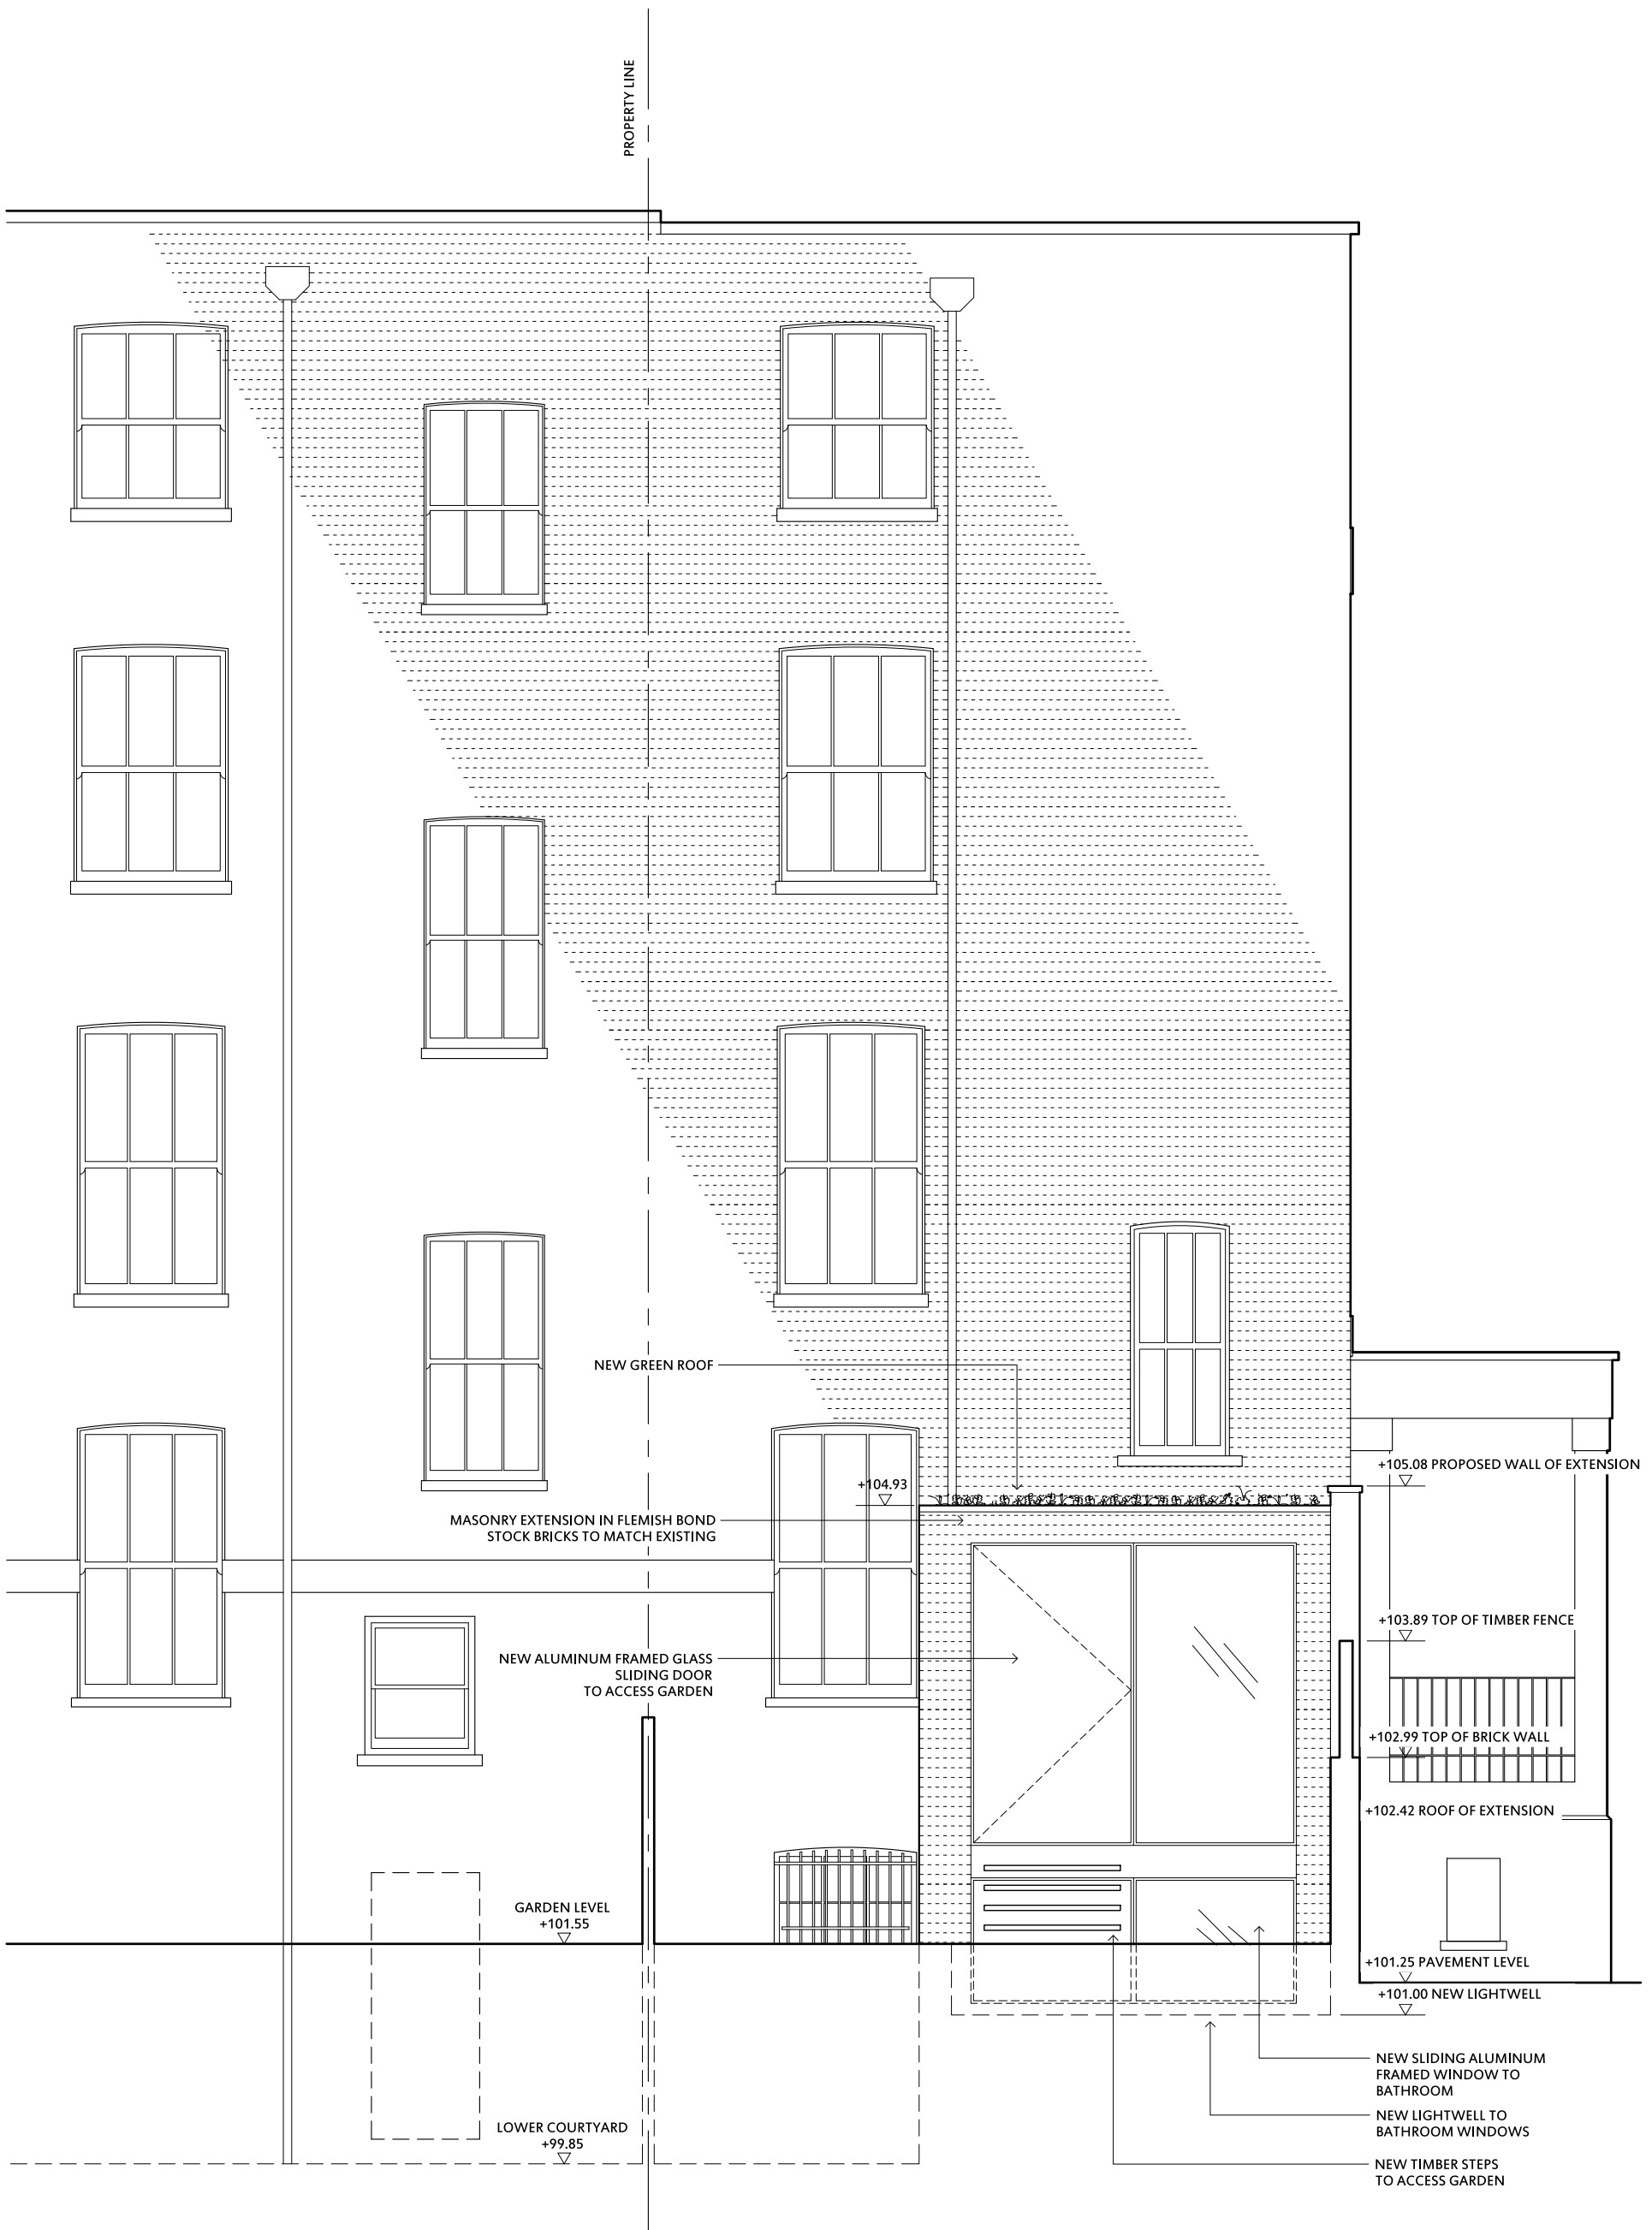 PROPERTY LINE
NEW GREEN ROOF
+105.08 PROPOSED WALL OF EXTENSION
+104.93
MASONRY EXTENSION IN FLEMISH BOND
STOCK BRICKS TO MATCH EXISTING
+103.89 TOP OF TIMBER FENCE
NEW ALUMINUM FRAMED GLASS
SLIDING DOOR
TO ACCESS GARDEN
+102.99 TOP OF BRICK WALL
+102.42 ROOF OF EXTENSION
GARDEN LEVEL
+101.55
+101.25 PAVEMENT LEVEL
+101.00 NEW LIGHTWELL
NEW SLIDING ALUMINUM
FRAMED WINDOW TO
BATHROOM
NEW LIGHTWELL TO
BATHROOM WINDOWS
LOWER COURTYARD
+99.85
NEW TIMBER STEPS
TO ACCESS GARDEN